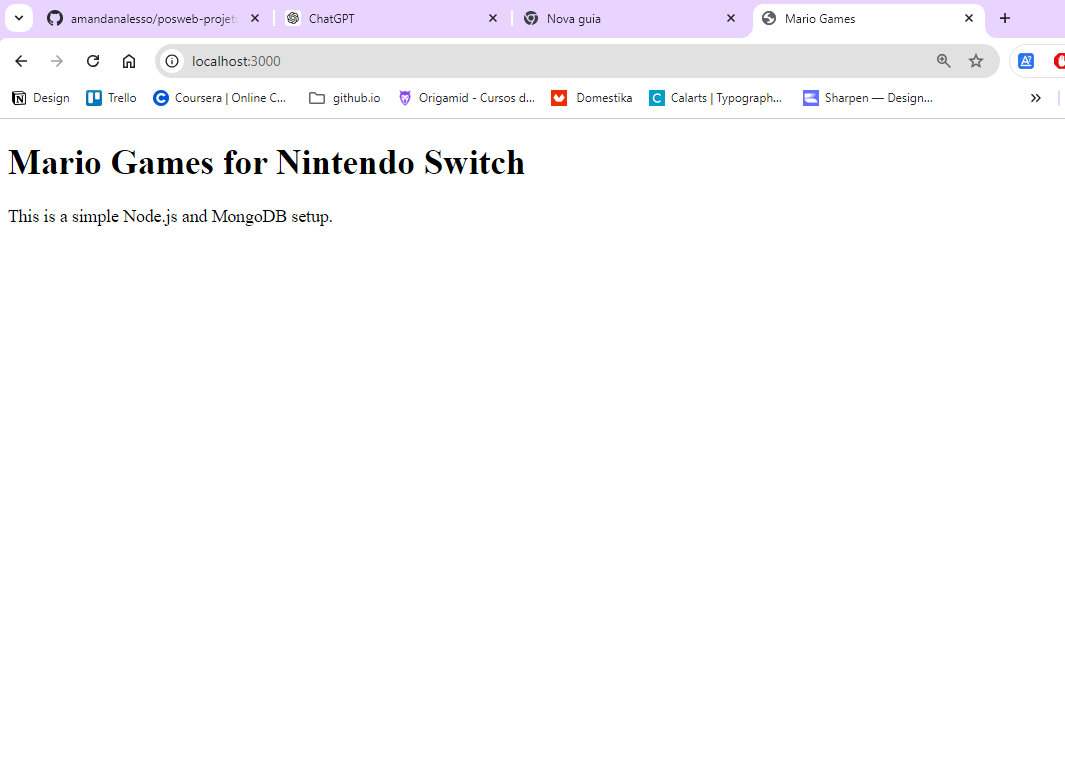 amandanalesso/posweb-projet
ChatGPT
Nova guia
Mario Games
localhost:3000
Design
Trello
Coursera | Online C...
github.io
Origamid - Cursos d...
Domestika
Calarts | Typograph...
Sharpen — Design...
Mario Games for Nintendo Switch
This is a simple Node.js and MongoDB setup.